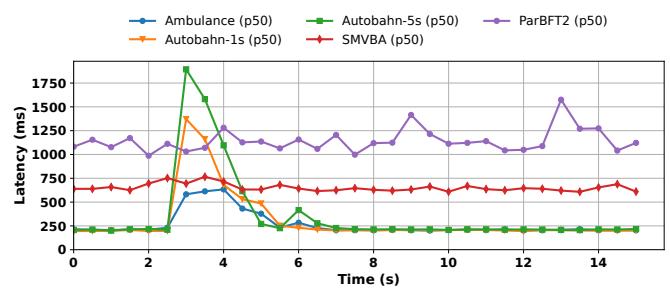 Ambulance (p50)
Autobahn-1s (p50)
Autobahn-5s (p50)
SMVBA (p50)
ParBFT2 (p50)
Latency (ms)
1750
1500
1250
1000
750
500
250
0
0 2 4 6 8 10 12 14
Time (s)